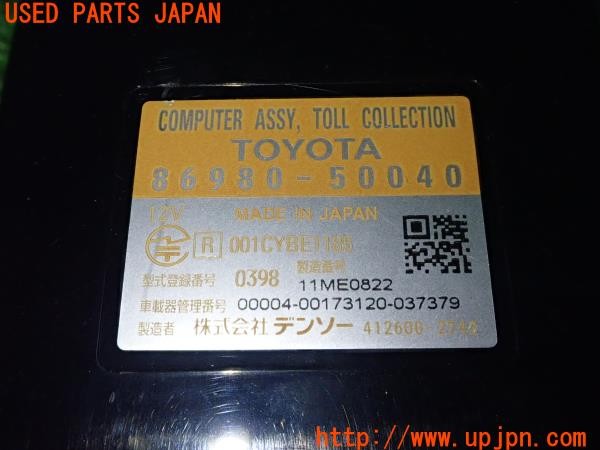 USED PARTS JAPAN
COMPUTER ASSY, TOLL COLLECTION
TOYOTA
86980-50040
12V MADE IN JAPAN
R 001CYBE1185
型式登録番号 0398 製造番号 11ME0822
車載器管理番号 00004-00173120-037379
製造者 株式会社デンソー
UPJ
http://www.upjpn.com/